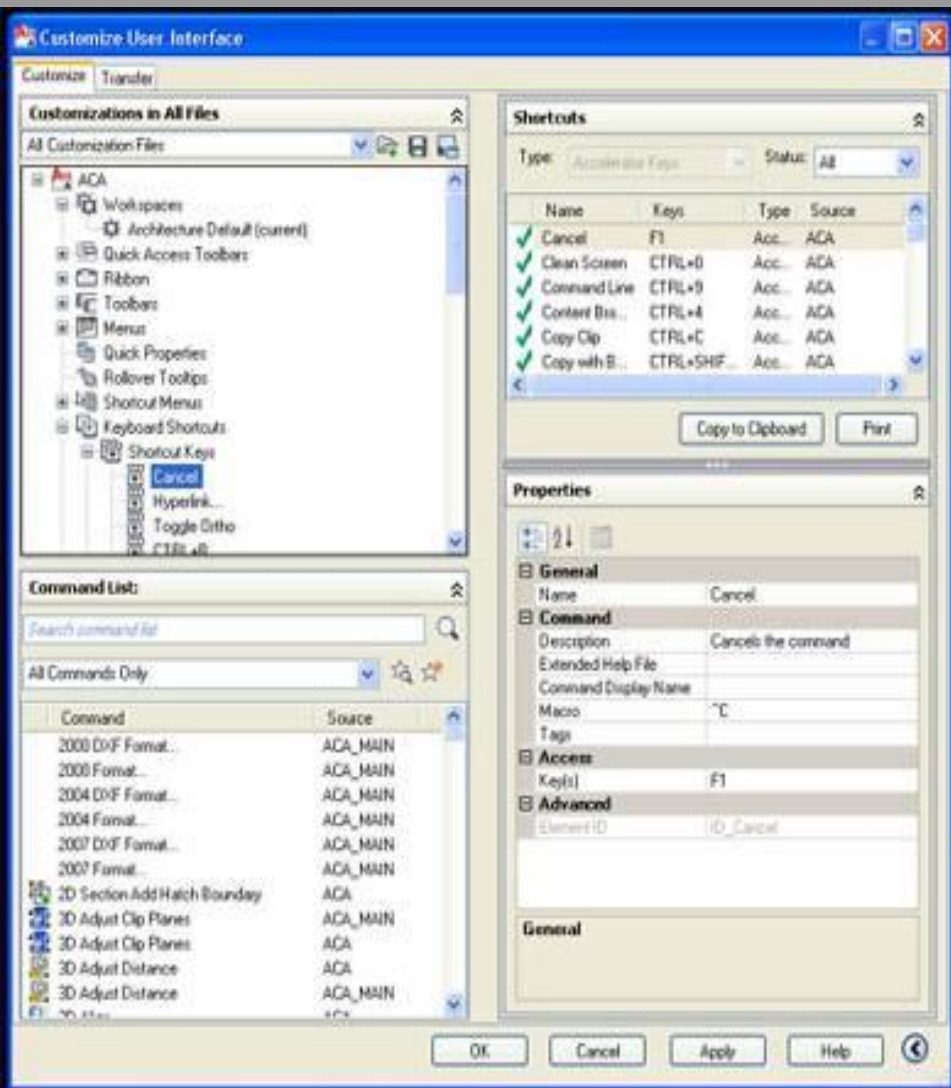 Customize User Interface
Customize Transfer
Customizations in All Files
All Customization Files
ACA
Workspaces
Architecture Default (current)
Quick Access Toolbars
Ribbon
Toolbars
Menus
Quick Properties
Rollover Tooltips
Shortcut Menus
Keyboard Shortcuts
Shortcut Keys
Cancel
Hyperlink...
Toggle Ortho
CTRL+R
Command List:
Search command list
All Commands Only
Command Source
2000 DXF Format... ACA_MAIN
2000 Format... ACA_MAIN
2004 DXF Format... ACA_MAIN
2004 Format... ACA_MAIN
2007 DXF Format... ACA_MAIN
2007 Format... ACA_MAIN
2D Section Add Hatch Boundary ACA
3D Adjust Clip Planes ACA_MAIN
3D Adjust Clip Planes ACA
3D Adjust Distance ACA
3D Adjust Distance ACA_MAIN
Shortcuts
Type: Accelerator Keys Status: All
Name Keys Type Source
Cancel F1 Acc... ACA
Clean Screen CTRL+0 Acc... ACA
Command Line CTRL+9 Acc... ACA
Content Bro... CTRL+4 Acc... ACA
Copy Clip CTRL+C Acc... ACA
Copy with B... CTRL+SHIF... Acc... ACA
Copy to Clipboard Print
Properties
General
Name Cancel
Command
Description Cancels the command
Extended Help File
Command Display Name
Macro ^C
Tags
Access
Key(s) F1
Advanced
Element ID ID_Cancel
General
OK Cancel Apply Help